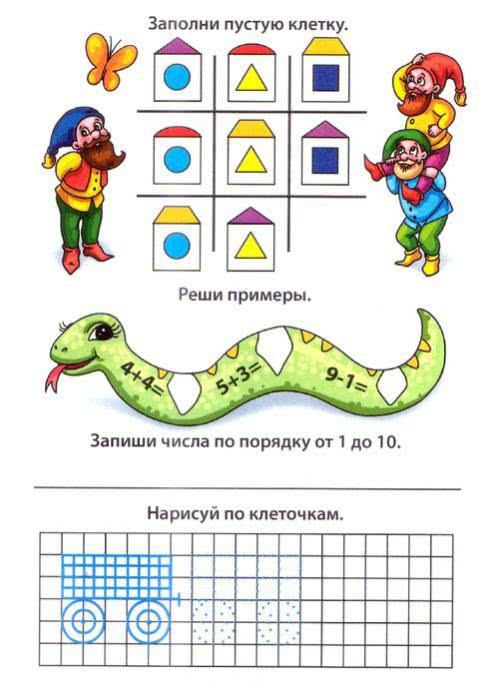 Заполни пустую клетку.
Реши примеры.
4+4=
5+3=
9-1=
Запиши числа по порядку от 1 до 10.
Нарисуй по клеточкам.